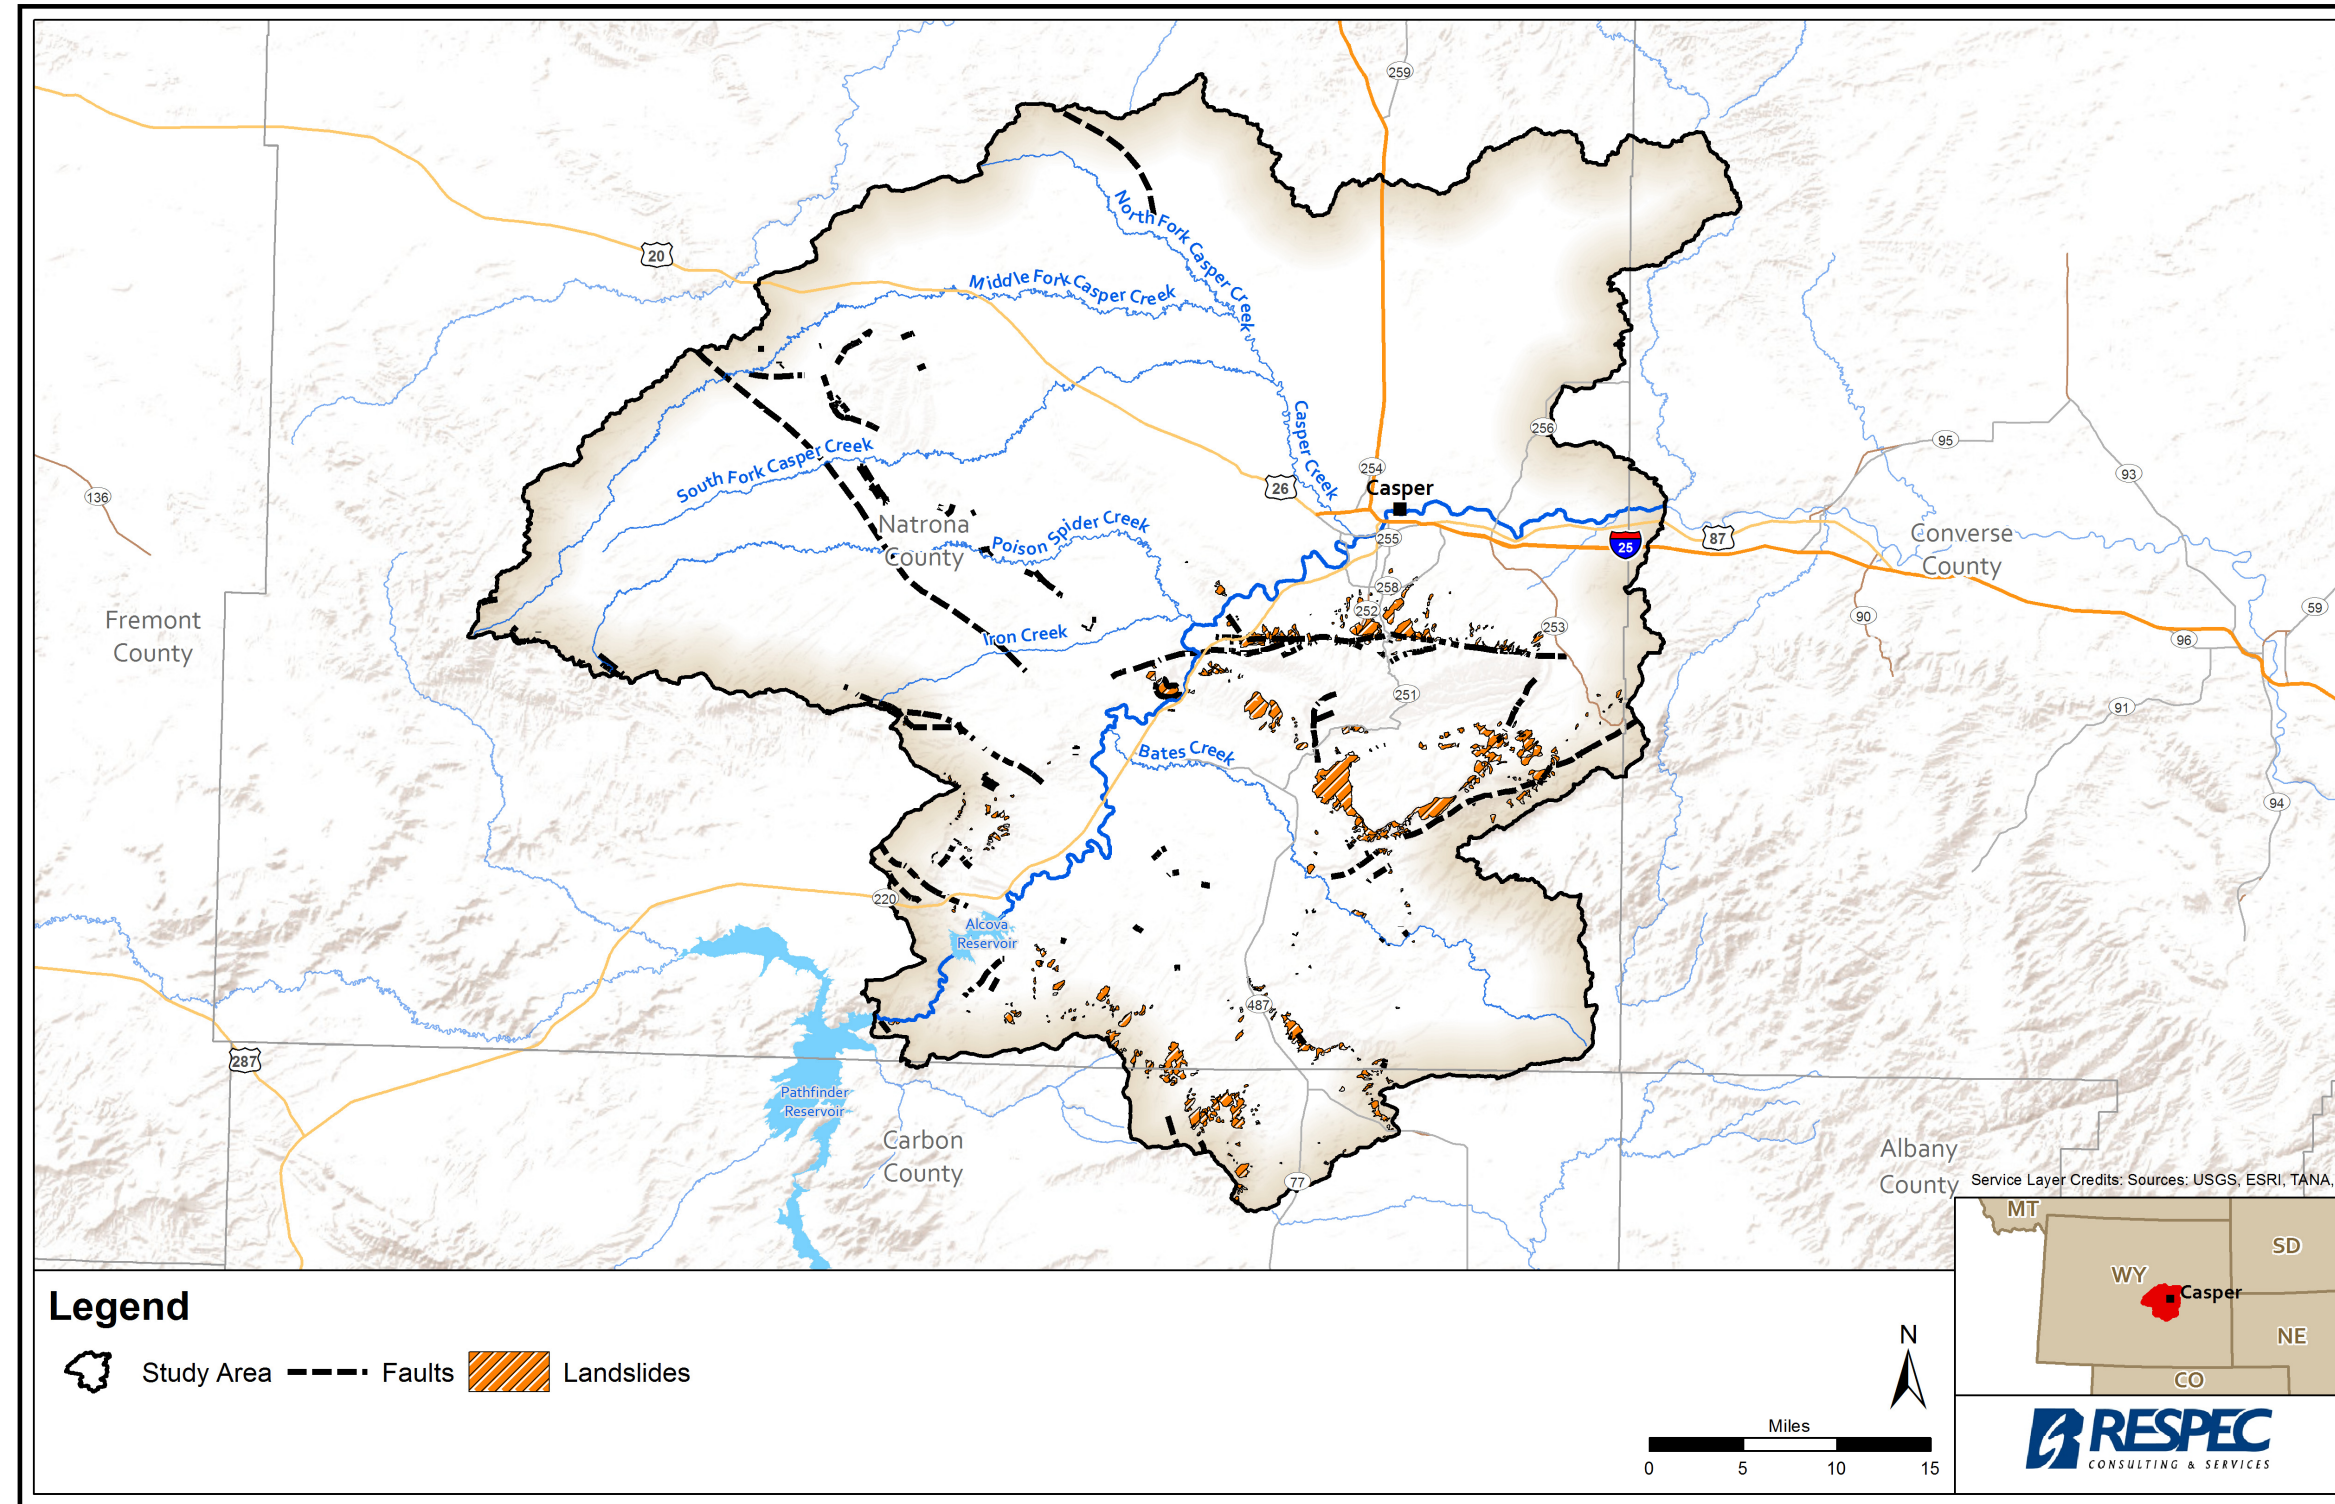 259
20
North Fork Casper Creek
Middle Fork Casper Creek
Casper Creek
256
95
93
South Fork Casper Creek
254
26
Casper
136
Natrona
County
Poison Spider Creek
255
25
87
Converse
County
258
252
253
90
59
96
Fremont
County
Iron Creek
251
91
Bates Creek
94
220
Alcova
Reservoir
487
287
Pathfinder
Reservoir
Carbon
County
Albany
County
77
Service Layer Credits: Sources: USGS, ESRI, TANA,
MT
SD
WY
Casper
NE
CO
Legend
Study Area
Faults
Landslides
N
Miles
0 5 10 15
RESPEC
CONSULTING & SERVICES